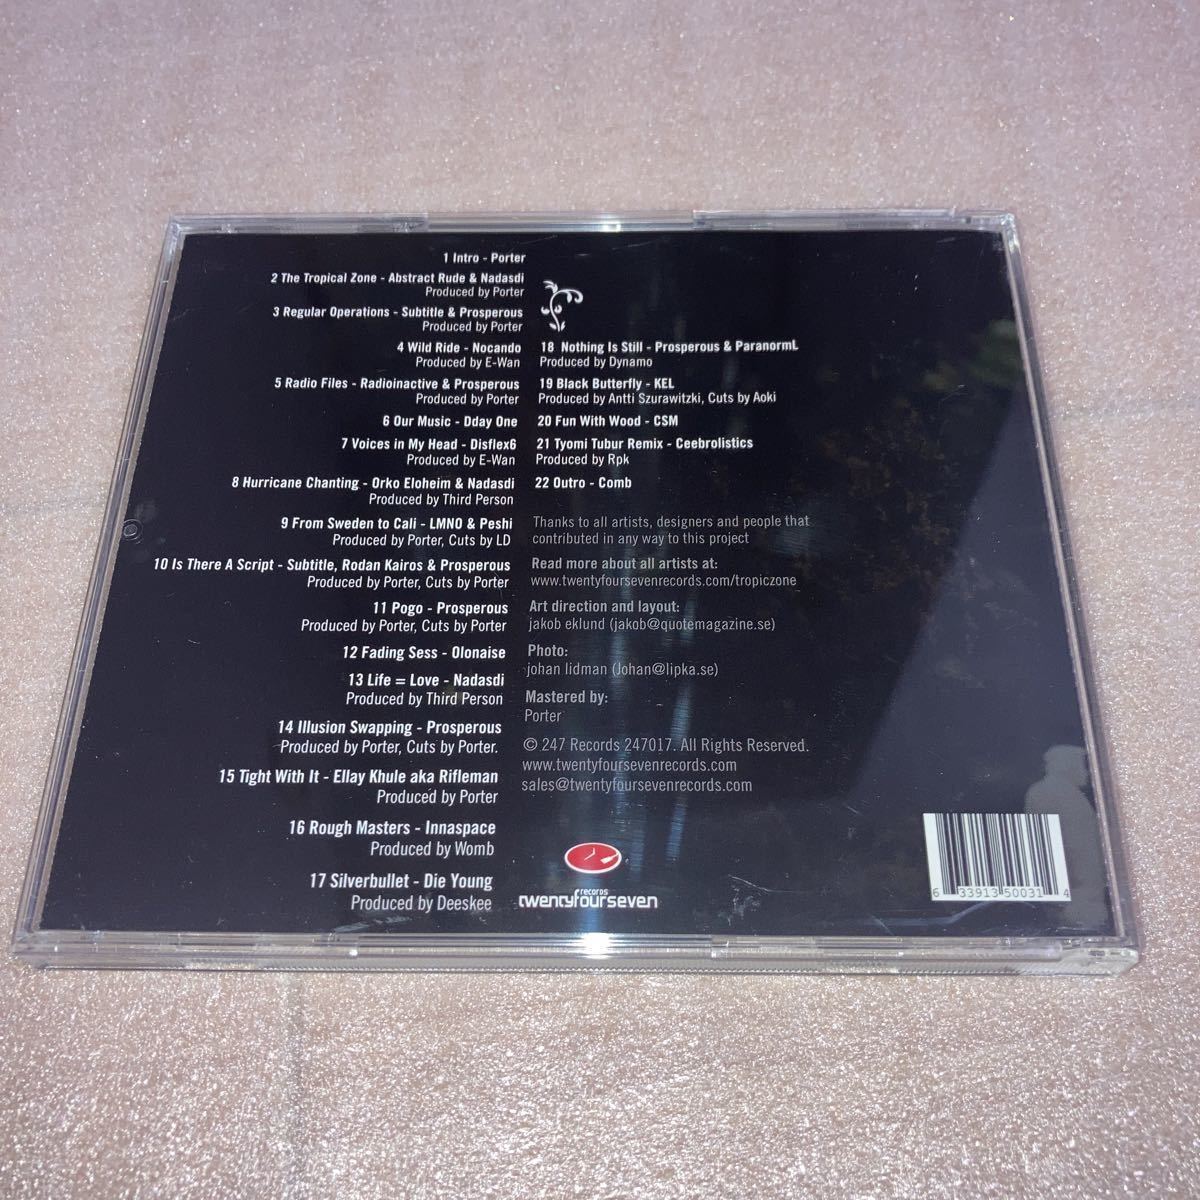 1 Intro - Porter
2 The Tropical Zone - Abstract Rude & Nadasdi
Produced by Porter
3 Regular Operations - Subtitle & Prosperous
Produced by Porter
4 Wild Ride - Nocando
Produced by E-Wan
5 Radio Files - Radioinactive & Prosperous
Produced by Porter
6 Our Music - Dday One
7 Voices in My Head - Disflex6
Produced by E-Wan
8 Hurricane Chanting - Orko Eloheim & Nadasdi
Produced by Third Person
9 From Sweden to Cali - LMNO & Peshi
Produced by Porter, Cuts by LD
10 Is There A Script - Subtitle, Rodan Kairos & Prosperous
Produced by Porter, Cuts by Porter
11 Pogo - Prosperous
Produced by Porter, Cuts by Porter
12 Fading Sess - Olonaise
13 Life = Love - Nadasdi
Produced by Third Person
14 Illusion Swapping - Prosperous
Produced by Porter, Cuts by Porter.
15 Tight With It - Ellay Khule aka Rifleman
Produced by Porter
16 Rough Masters - Innaspace
Produced by Womb
17 Silverbullet - Die Young
Produced by Deeskee
18 Nothing Is Still - Prosperous & ParanormL
Produced by Dynamo
19 Black Butterfly - KEL
Produced by Antti Szurawitzki, Cuts by Aoki
20 Fun With Wood - CSM
21 Tyomi Tubur Remix - Ceebrolistics
Produced by Rpk
22 Outro - Comb
Thanks to all artists, designers and people that
contributed in any way to this project
Read more about all artists at:
www.twentyfoursevenrecords.com/tropiczone
Art direction and layout:
jakob eklund (jakob@quotemagazine.se)
Photo:
johan lidman (Johan@lipka.se)
Mastered by:
Porter
© 247 Records 247017. All Rights Reserved.
www.twentyfoursevenrecords.com
sales@twentyfoursevenrecords.com
records
twentyfourseven
6 33913 50031 4